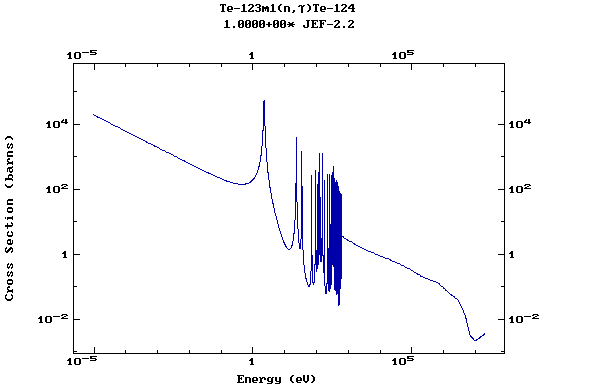 Te-123m1(n,γ)Te-124
1.0000+00* JEF-2.2
10⁻⁵ 1 10⁵
10⁴ 10⁴
10² 10²
1 1
10⁻² 10⁻²
10⁻⁵ 1 10⁵
Energy (eV)
Cross Section (barns)